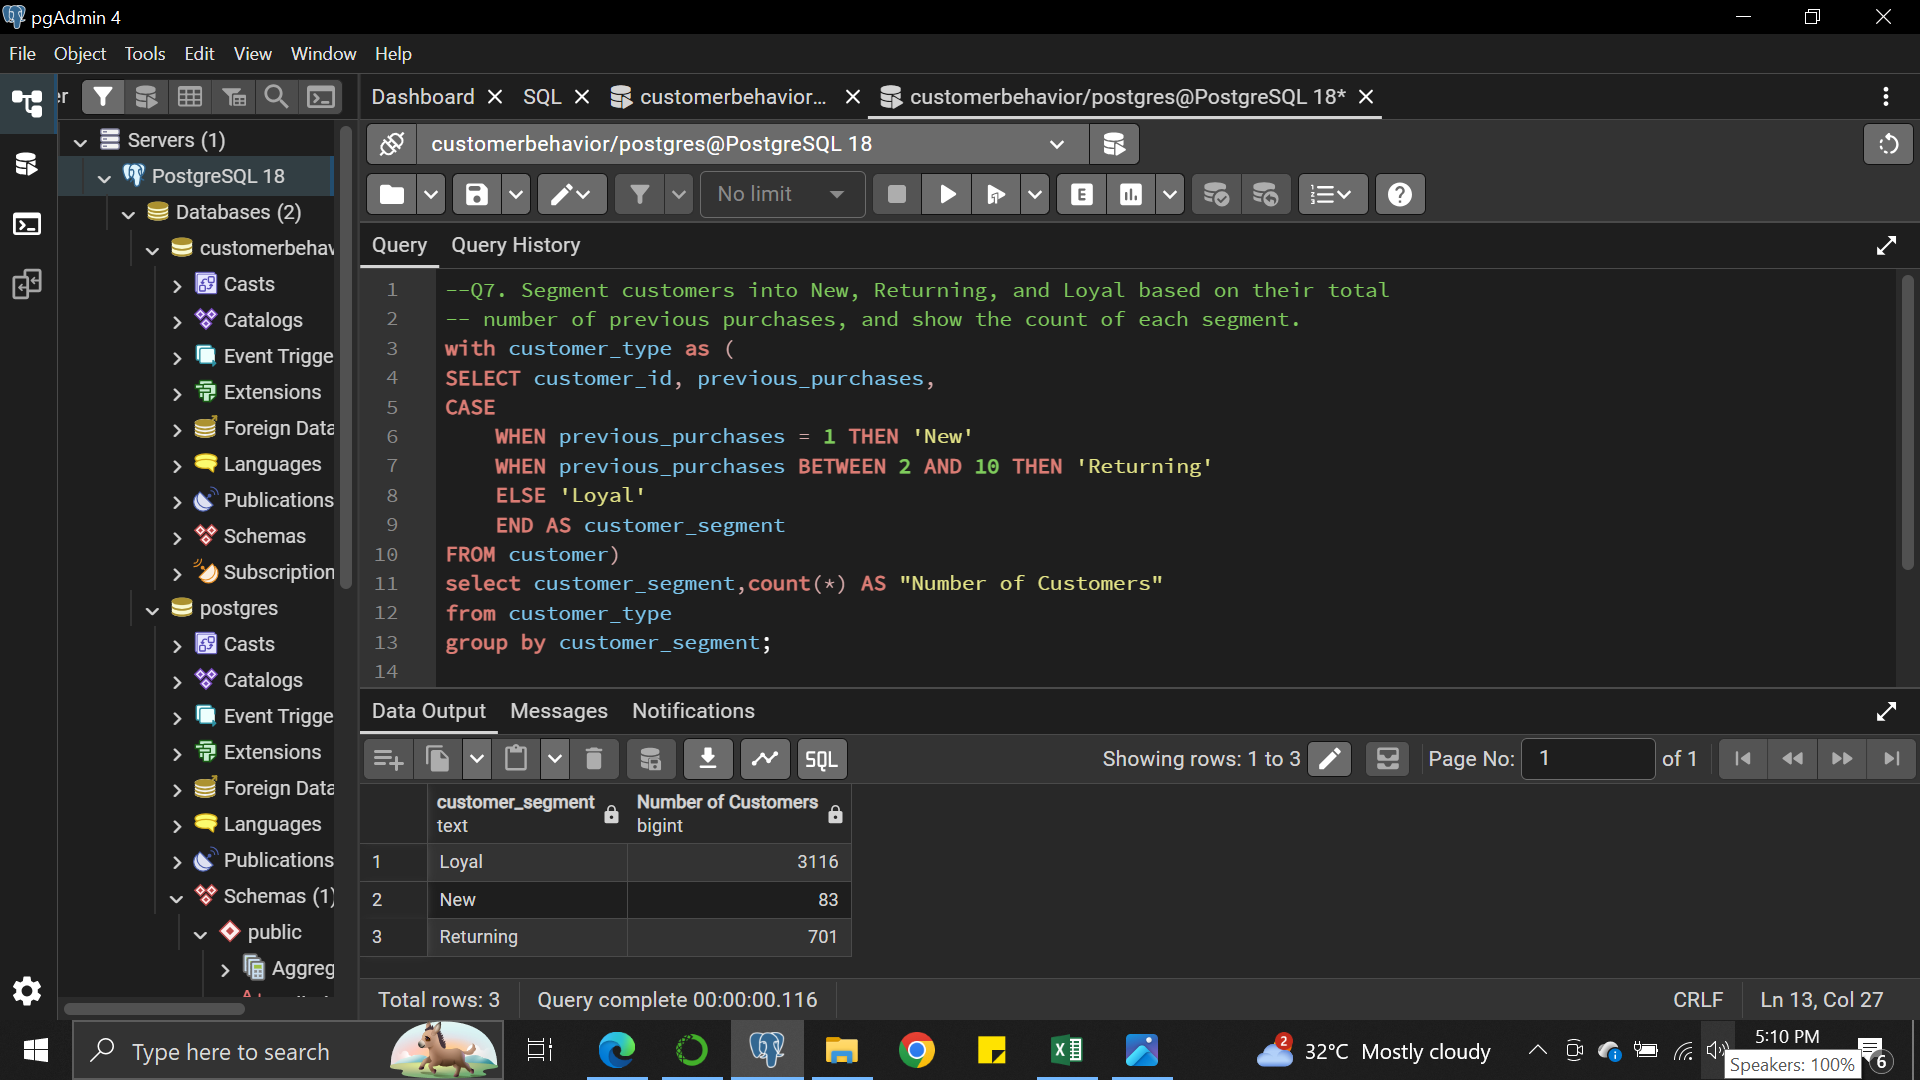 pgAdmin 4
File Object Tools Edit View Window Help
er
Dashboard SQL customerbehavior... customerbehavior/postgres@PostgreSQL 18*
Servers (1)
PostgreSQL 18
Databases (2)
customerbehav
Casts
Catalogs
Event Trigge
Extensions
Foreign Data
Languages
Publications
Schemas
Subscription
postgres
Casts
Catalogs
Event Trigge
Extensions
Foreign Data
Languages
Publications
Schemas (1)
public
Aggreg
customerbehavior/postgres@PostgreSQL 18
No limit
E
Query Query History
1 --Q7. Segment customers into New, Returning, and Loyal based on their total
2 -- number of previous purchases, and show the count of each segment.
3 with customer_type as (
4 SELECT customer_id, previous_purchases,
5 CASE
6 WHEN previous_purchases = 1 THEN 'New'
7 WHEN previous_purchases BETWEEN 2 AND 10 THEN 'Returning'
8 ELSE 'Loyal'
9 END AS customer_segment
10 FROM customer)
11 select customer_segment,count(*) AS "Number of Customers"
12 from customer_type
13 group by customer_segment;
14
Data Output Messages Notifications
SQL Showing rows: 1 to 3 Page No: 1 of 1
customer_segment Number of Customers
text bigint
1 Loyal 3116
2 New 83
3 Returning 701
Total rows: 3 Query complete 00:00:00.116 CRLF Ln 13, Col 27
Type here to search
2 32°C Mostly cloudy
5:10 PM
Speakers: 100%
6